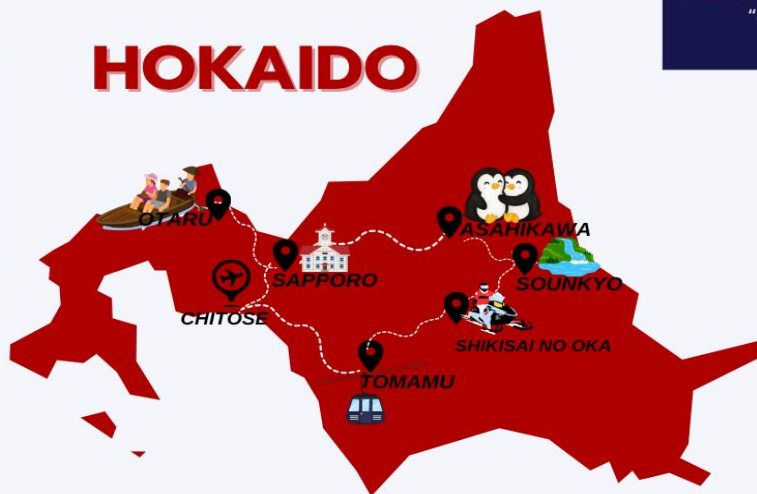 HOKAIDO
“
OTARU
ASAHIKAWA
SAPPORO
SOUNKYO
CHITOSE
SHIKISAI NO OKA
TOMAMU